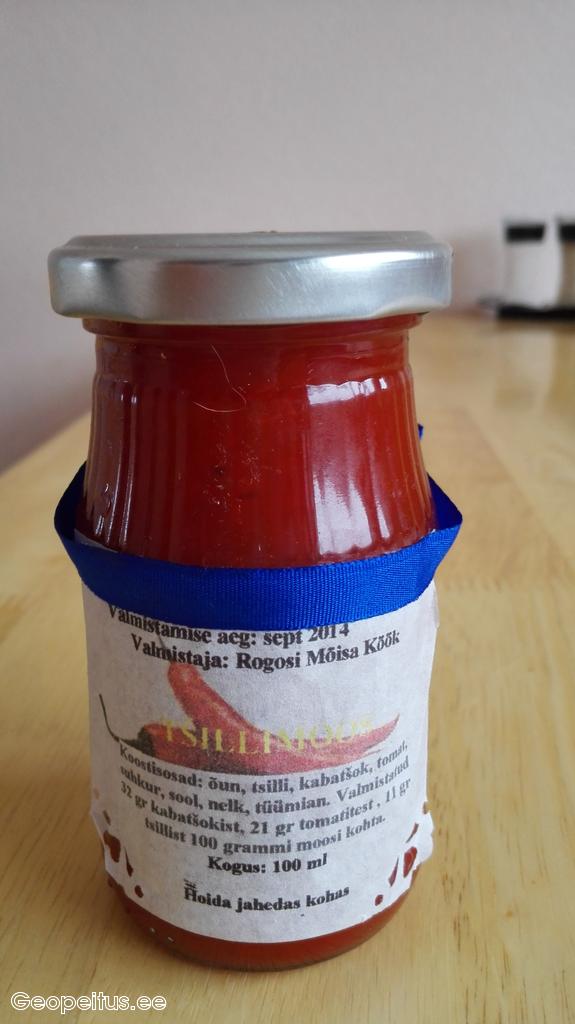 Valmistamise aeg: sept 2014
Valmistaja: Rogosi Mõisa Köök
TSILLIMOOS
Koostisosad: õun, tsilli, kabatšok, tomat,
suhkur, sool, nelk, tüümian. Valmistatud
32 gr kabatšokist, 21 gr tomatitest , 11 gr
tsillist 100 grammi moosi kohta.
Kogus: 100 ml
Hoida jahedas kohas
Geopeitus.ee